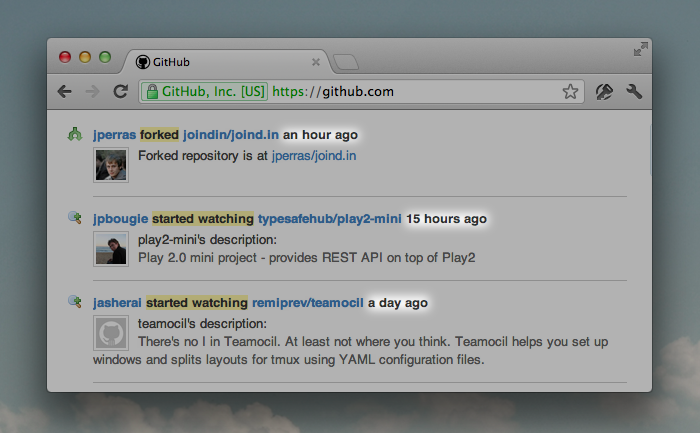 GitHub
GitHub, Inc. [US] https://github.com
jperras forked joindin/joind.in an hour ago
Forked repository is at jperras/joind.in
jpbougie started watching typesafehub/play2-mini 15 hours ago
play2-mini's description:
Play 2.0 mini project - provides REST API on top of Play2
jasherai started watching remiprev/teamocil a day ago
teamocil's description:
There's no I in Teamocil. At least not where you think. Teamocil helps you set up
windows and splits layouts for tmux using YAML configuration files.